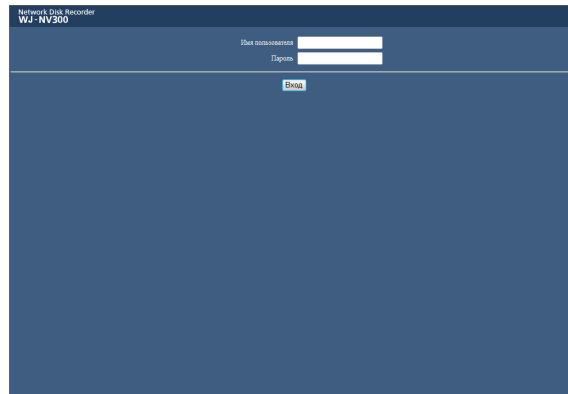 Network Disk Recorder
WJ-NV300
Имя пользователя
Пароль
Вход